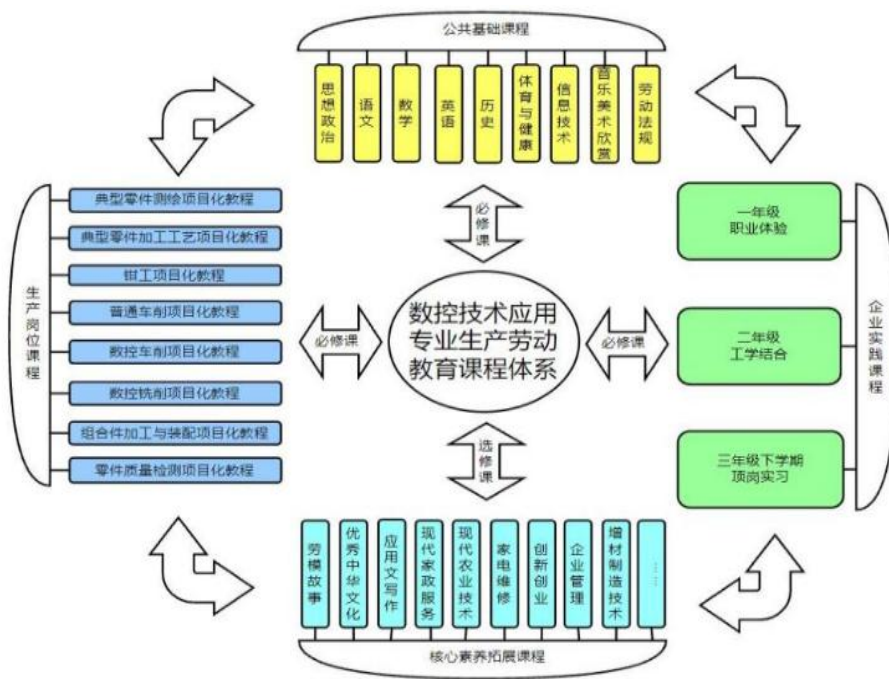 公共基础课程
思想政治
语文
数学
英语
历史
体育与健康
信息技术
音乐美术欣赏
劳动法规
必修课
生产岗位课程
典型零件测绘项目化教程
典型零件加工工艺项目化教程
钳工项目化教程
普通车削项目化教程
数控车削项目化教程
数控铣削项目化教程
组合件加工与装配项目化教程
零件质量检测项目化教程
必修课
数控技术应用
专业生产劳动
教育课程体系
必修课
一年级
职业体验
二年级
工学结合
三年级下学期
顶岗实习
企业实践课程
选修课
劳模故事
优秀中华文化
应用文写作
现代家政服务
现代农业技术
家电维修
创新创业
企业管理
增材制造技术
……
核心素养拓展课程